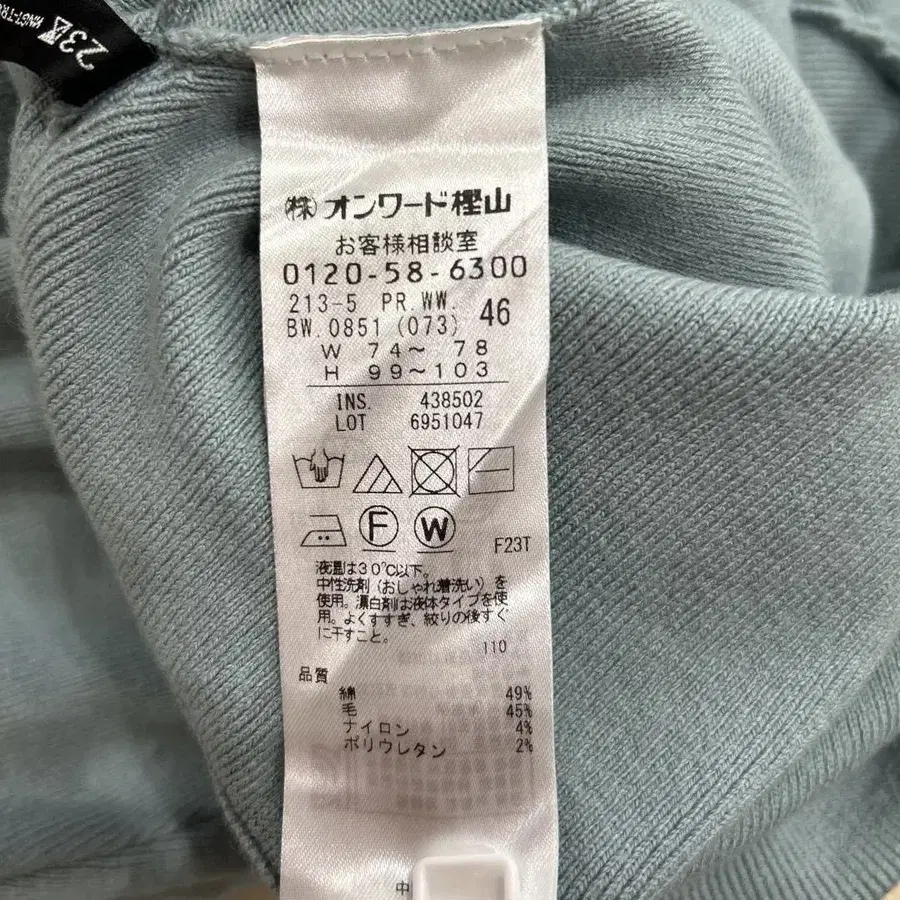 23区
㈱オンワード樫山
お客様相談室
0120-58-6300
213-5 PR.WW. 46
BW.0851 (073)
W 74～ 78
H 99～103
INS. 438502
LOT 6951047
F W
F23T
液温は30℃以下。
中性洗剤（おしゃれ着洗い）を
使用。漂白剤は液体タイプを使
用。よくすすぎ、絞りの後すぐ
に干すこと。
110
品質
綿 49%
毛 45%
ナイロン 4%
ポリウレタン 2%
中